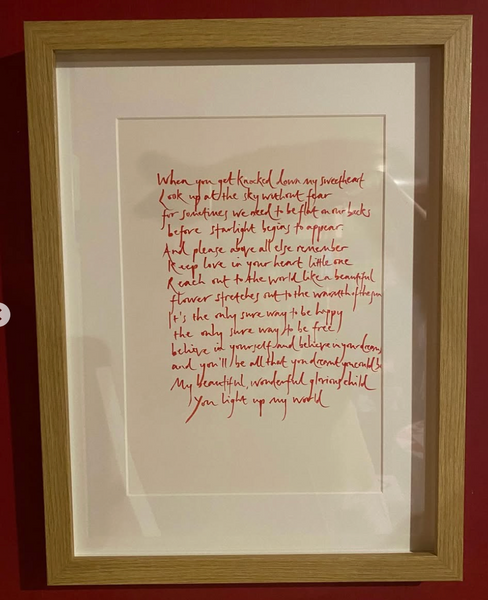 When you get knocked down my sweetheart
Look up at the sky without fear
for sometimes we need to be flat on our backs
before starlight begins to appear
And please above all else remember
Keep love in your heart little one
Reach out to the world like a beautiful
flower stretches out to the warmth of the sun
It's the only sure way to be happy
the only sure way to be free
believe in yourself and believe in your dreams
and you'll be all that you dreamt you could be
My beautiful, wonderful glorious child
You light up my world